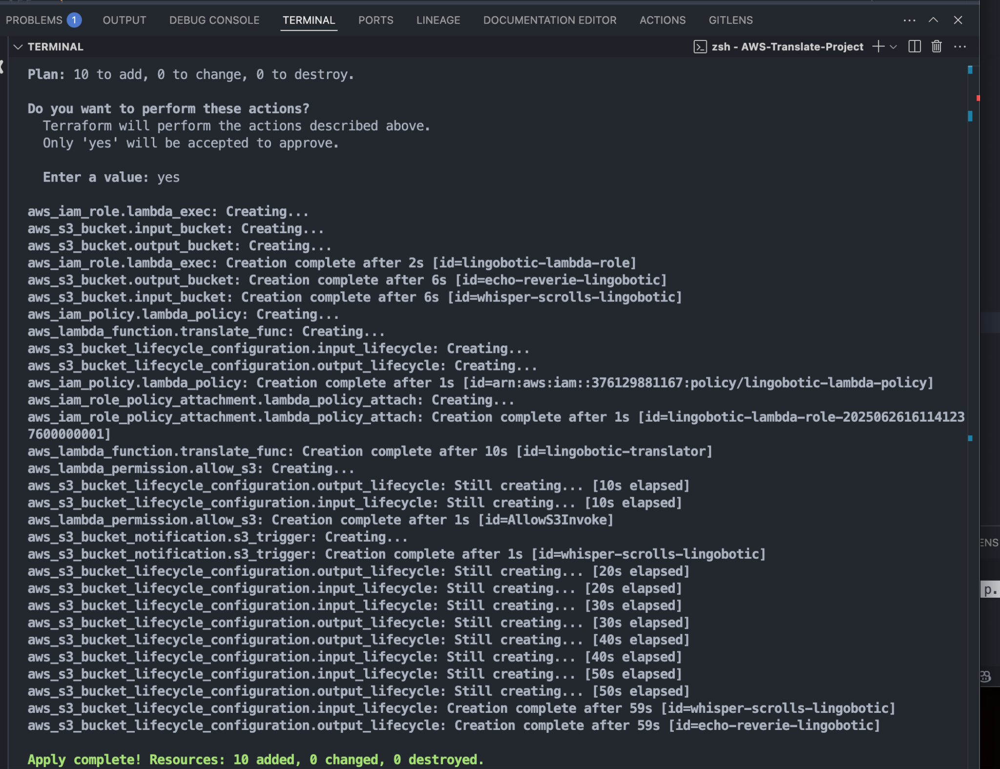 PROBLEMS 1 OUTPUT DEBUG CONSOLE TERMINAL PORTS LINEAGE DOCUMENTATION EDITOR ACTIONS GITLENS
TERMINAL
zsh - AWS-Translate-Project
Plan: 10 to add, 0 to change, 0 to destroy.
Do you want to perform these actions?
Terraform will perform the actions described above.
Only 'yes' will be accepted to approve.
Enter a value: yes
aws_iam_role.lambda_exec: Creating...
aws_s3_bucket.input_bucket: Creating...
aws_s3_bucket.output_bucket: Creating...
aws_iam_role.lambda_exec: Creation complete after 2s [id=lingobotic-lambda-role]
aws_s3_bucket.output_bucket: Creation complete after 6s [id=echo-reverie-lingobotic]
aws_s3_bucket.input_bucket: Creation complete after 6s [id=whisper-scrolls-lingobotic]
aws_iam_policy.lambda_policy: Creating...
aws_lambda_function.translate_func: Creating...
aws_s3_bucket_lifecycle_configuration.input_lifecycle: Creating...
aws_s3_bucket_lifecycle_configuration.output_lifecycle: Creating...
aws_iam_policy.lambda_policy: Creation complete after 1s [id=arn:aws:iam::376129881167:policy/lingobotic-lambda-policy]
aws_iam_role_policy_attachment.lambda_policy_attach: Creating...
aws_iam_role_policy_attachment.lambda_policy_attach: Creation complete after 1s [id=lingobotic-lambda-role-2025062616114123
7600000001]
aws_lambda_function.translate_func: Creation complete after 10s [id=lingobotic-translator]
aws_lambda_permission.allow_s3: Creating...
aws_s3_bucket_lifecycle_configuration.output_lifecycle: Still creating... [10s elapsed]
aws_s3_bucket_lifecycle_configuration.input_lifecycle: Still creating... [10s elapsed]
aws_lambda_permission.allow_s3: Creation complete after 1s [id=AllowS3Invoke]
aws_s3_bucket_notification.s3_trigger: Creating...
aws_s3_bucket_notification.s3_trigger: Creation complete after 1s [id=whisper-scrolls-lingobotic]
aws_s3_bucket_lifecycle_configuration.output_lifecycle: Still creating... [20s elapsed]
aws_s3_bucket_lifecycle_configuration.input_lifecycle: Still creating... [20s elapsed]
aws_s3_bucket_lifecycle_configuration.input_lifecycle: Still creating... [30s elapsed]
aws_s3_bucket_lifecycle_configuration.output_lifecycle: Still creating... [30s elapsed]
aws_s3_bucket_lifecycle_configuration.output_lifecycle: Still creating... [40s elapsed]
aws_s3_bucket_lifecycle_configuration.input_lifecycle: Still creating... [40s elapsed]
aws_s3_bucket_lifecycle_configuration.input_lifecycle: Still creating... [50s elapsed]
aws_s3_bucket_lifecycle_configuration.output_lifecycle: Still creating... [50s elapsed]
aws_s3_bucket_lifecycle_configuration.input_lifecycle: Creation complete after 59s [id=whisper-scrolls-lingobotic]
aws_s3_bucket_lifecycle_configuration.output_lifecycle: Creation complete after 59s [id=echo-reverie-lingobotic]
Apply complete! Resources: 10 added, 0 changed, 0 destroyed.
ENS
p.